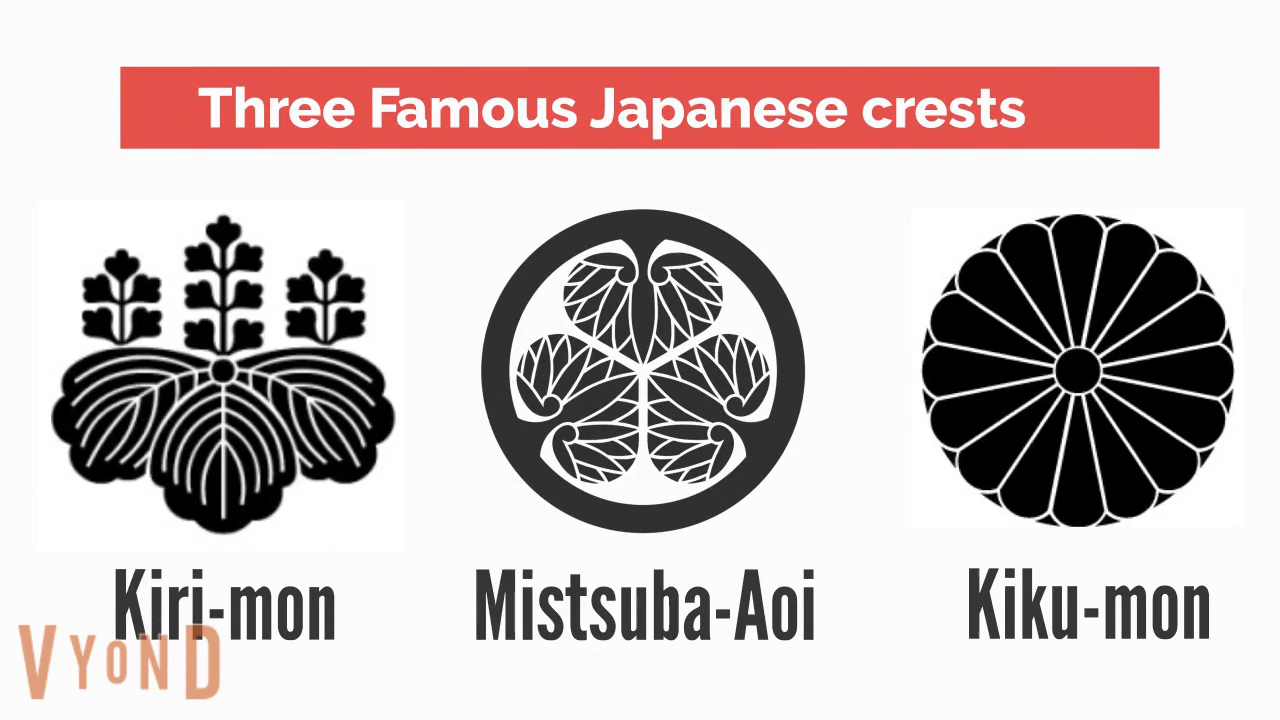 Three Famous Japanese crests
Kiri-mon
Mistsuba-Aoi
Kiku-mon
VYOND